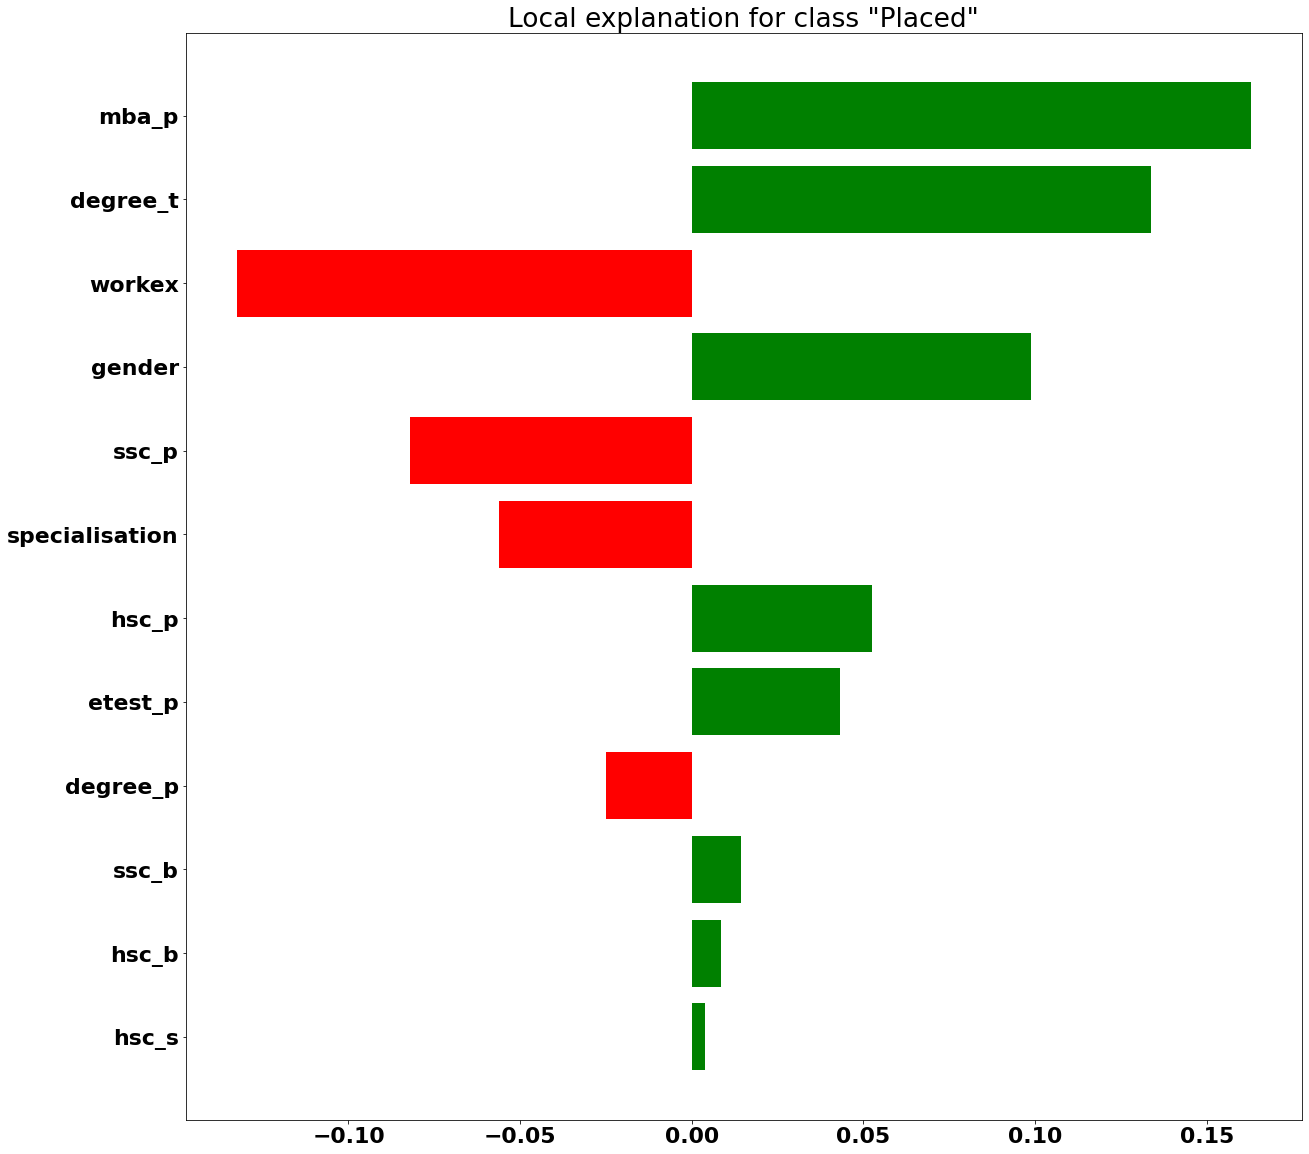 Local explanation for class "Placed"
mba_p
degree_t
workex
gender
ssc_p
specialisation
hsc_p
etest_p
degree_p
ssc_b
hsc_b
hsc_s
−0.10 −0.05 0.00 0.05 0.10 0.15